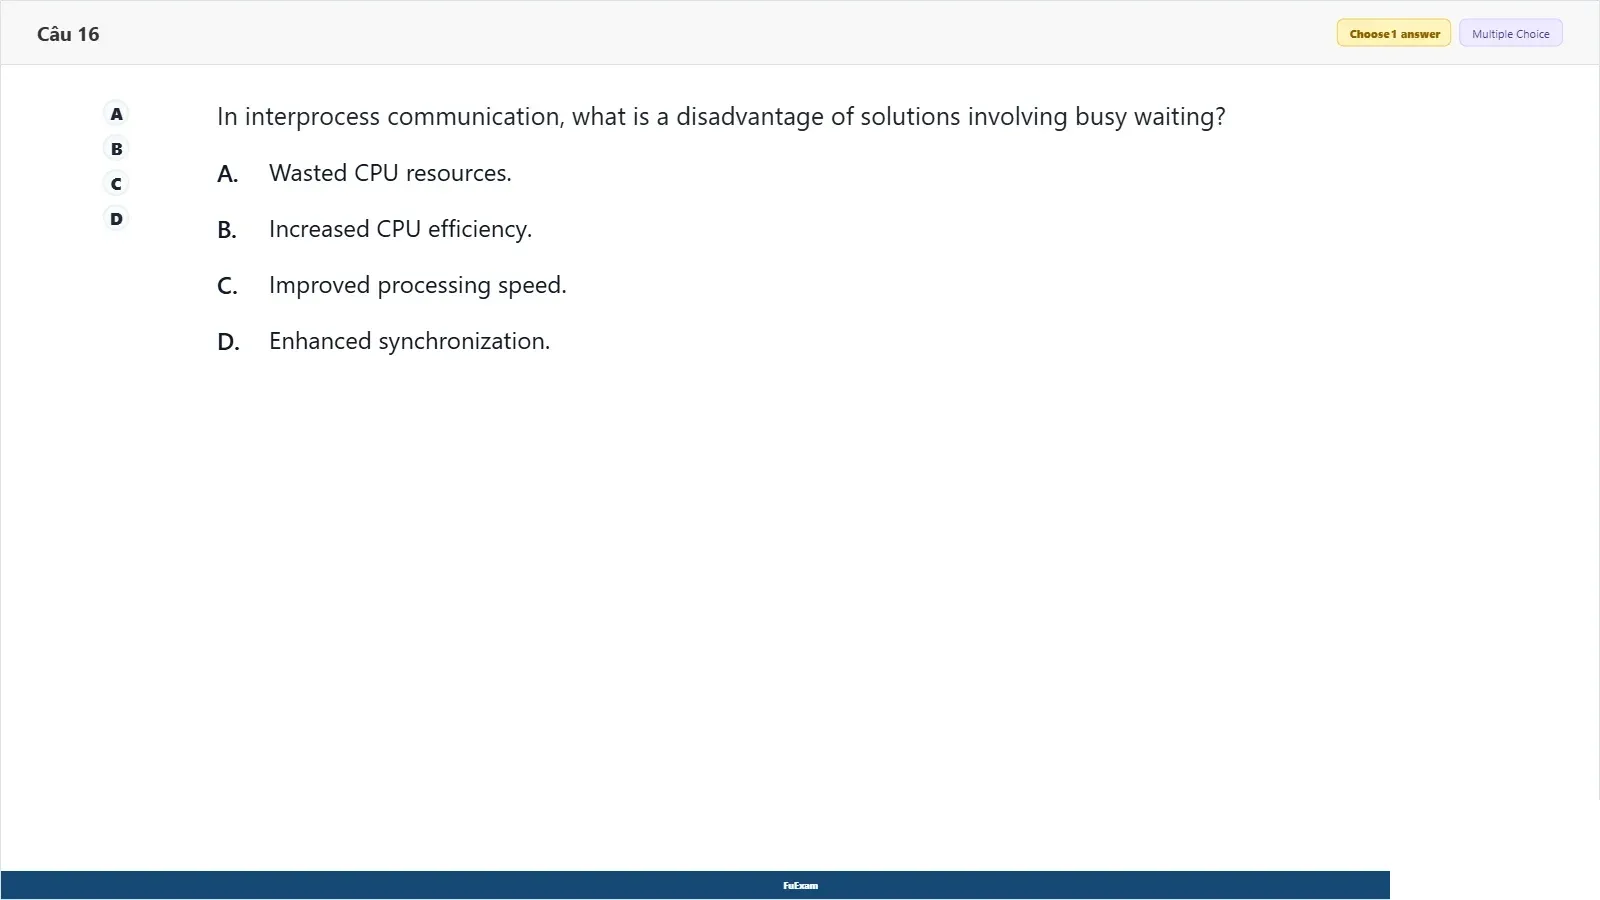 Câu 16
Choose 1 answer
Multiple Choice
A
B
C
D
In interprocess communication, what is a disadvantage of solutions involving busy waiting?
A. Wasted CPU resources.
B. Increased CPU efficiency.
C. Improved processing speed.
D. Enhanced synchronization.
FuExam